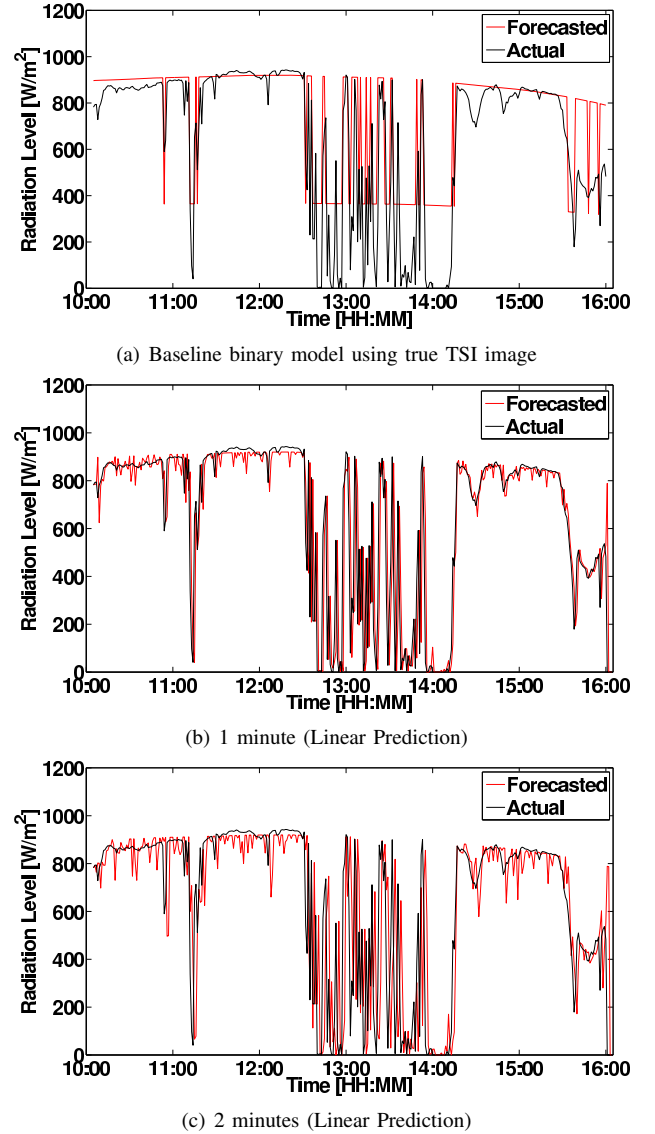 1200
1000
800
600
400
200
0
Radiation Level [W/m²]
Forecasted
Actual
10:00 11:00 12:00 13:00 14:00 15:00 16:00
Time [HH:MM]
(a) Baseline binary model using true TSI image
1200
1000
800
600
400
200
0
Radiation Level [W/m²]
Forecasted
Actual
10:00 11:00 12:00 13:00 14:00 15:00 16:00
Time [HH:MM]
(b) 1 minute (Linear Prediction)
1200
1000
800
600
400
200
0
Radiation Level [W/m²]
Forecasted
Actual
10:00 11:00 12:00 13:00 14:00 15:00 16:00
Time [HH:MM]
(c) 2 minutes (Linear Prediction)